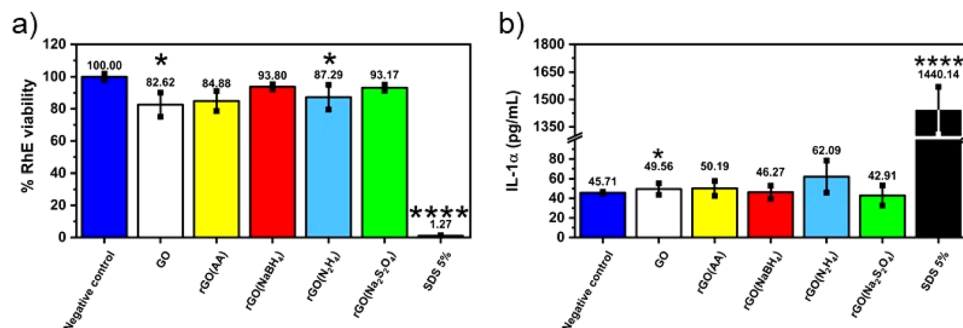 a)
% RhE viability
120
100
80
60
40
20
0
100.00
*
82.62
84.88
93.80
*
87.29
93.17
****
1.27
Negative control
GO
rGO(AA)
rGO(NaBH₄)
rGO(N₂H₄)
rGO(Na₂S₂O₄)
SDS 5%
b)
IL-1α (pg/mL)
1800
1650
1500
1350
100
80
60
40
20
0
45.71
*
49.56
50.19
46.27
62.09
42.91
****
1440.14
Negative control
GO
rGO(AA)
rGO(NaBH₄)
rGO(N₂H₄)
rGO(Na₂S₂O₄)
SDS 5%